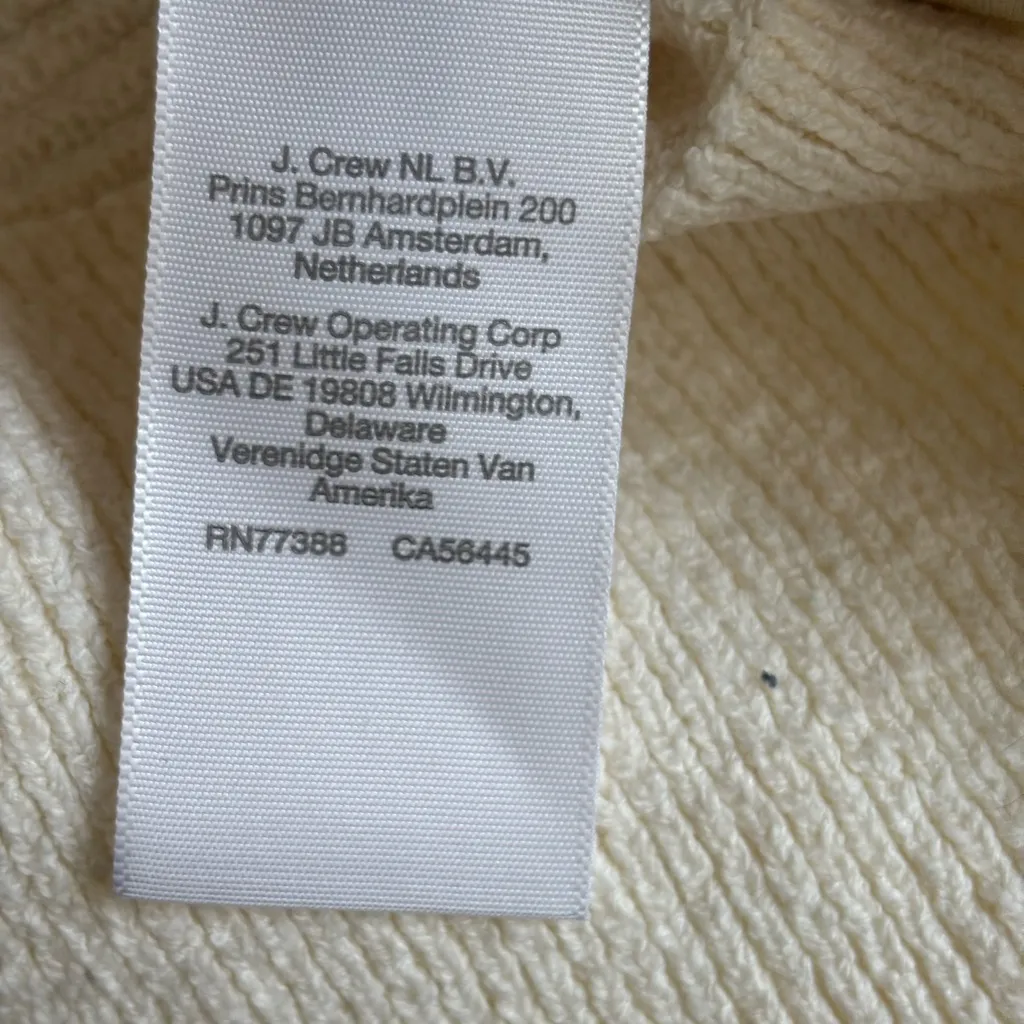 J. Crew NL B.V.
Prins Bernhardplein 200
1097 JB Amsterdam,
Netherlands
J. Crew Operating Corp
251 Little Falls Drive
USA DE 19808 Wilmington,
Delaware
Verenidge Staten Van
Amerika
RN77388 CA56445